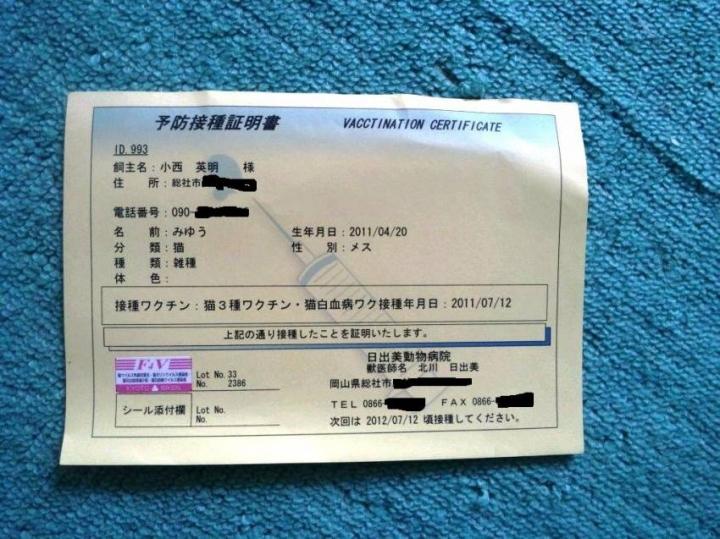 予防接種証明書 VACCTINATION CERTIFICATE
ID.993
飼主名：小西 英明 様
住 所：総社市
電話番号：090-
名 前：みゆう 生年月日：2011/04/20
分 類：猫 性 別：メス
種 類：雑種
体 色：
接種ワクチン：猫３種ワクチン・猫白血病ワク接種年月日：2011/07/12
上記の通り接種したことを証明いたします。
日出美動物病院
獣医師名 北川 日出美
Lot No. 33
No. 2386
岡山県総社市
シール添付欄
Lot No.
No.
ＴＥＬ 0866- ＦＡＸ 0866-
次回は 2012/07/12 頃接種してください。